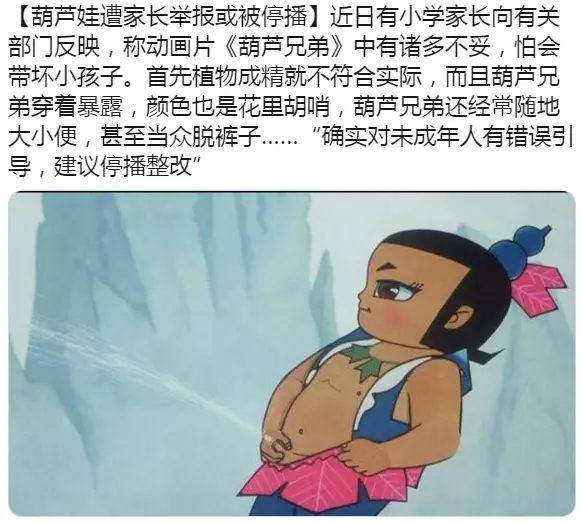 【葫芦娃遭家长举报或被停播】近日有小学家长向有关
部门反映，称动画片《葫芦兄弟》中有诸多不妥，怕会
带坏小孩子。首先植物成精就不符合实际，而且葫芦兄
弟穿着暴露，颜色也是花里胡哨，葫芦兄弟还经常随地
大小便，甚至当众脱裤子......“确实对未成年人有错误引
导，建议停播整改”